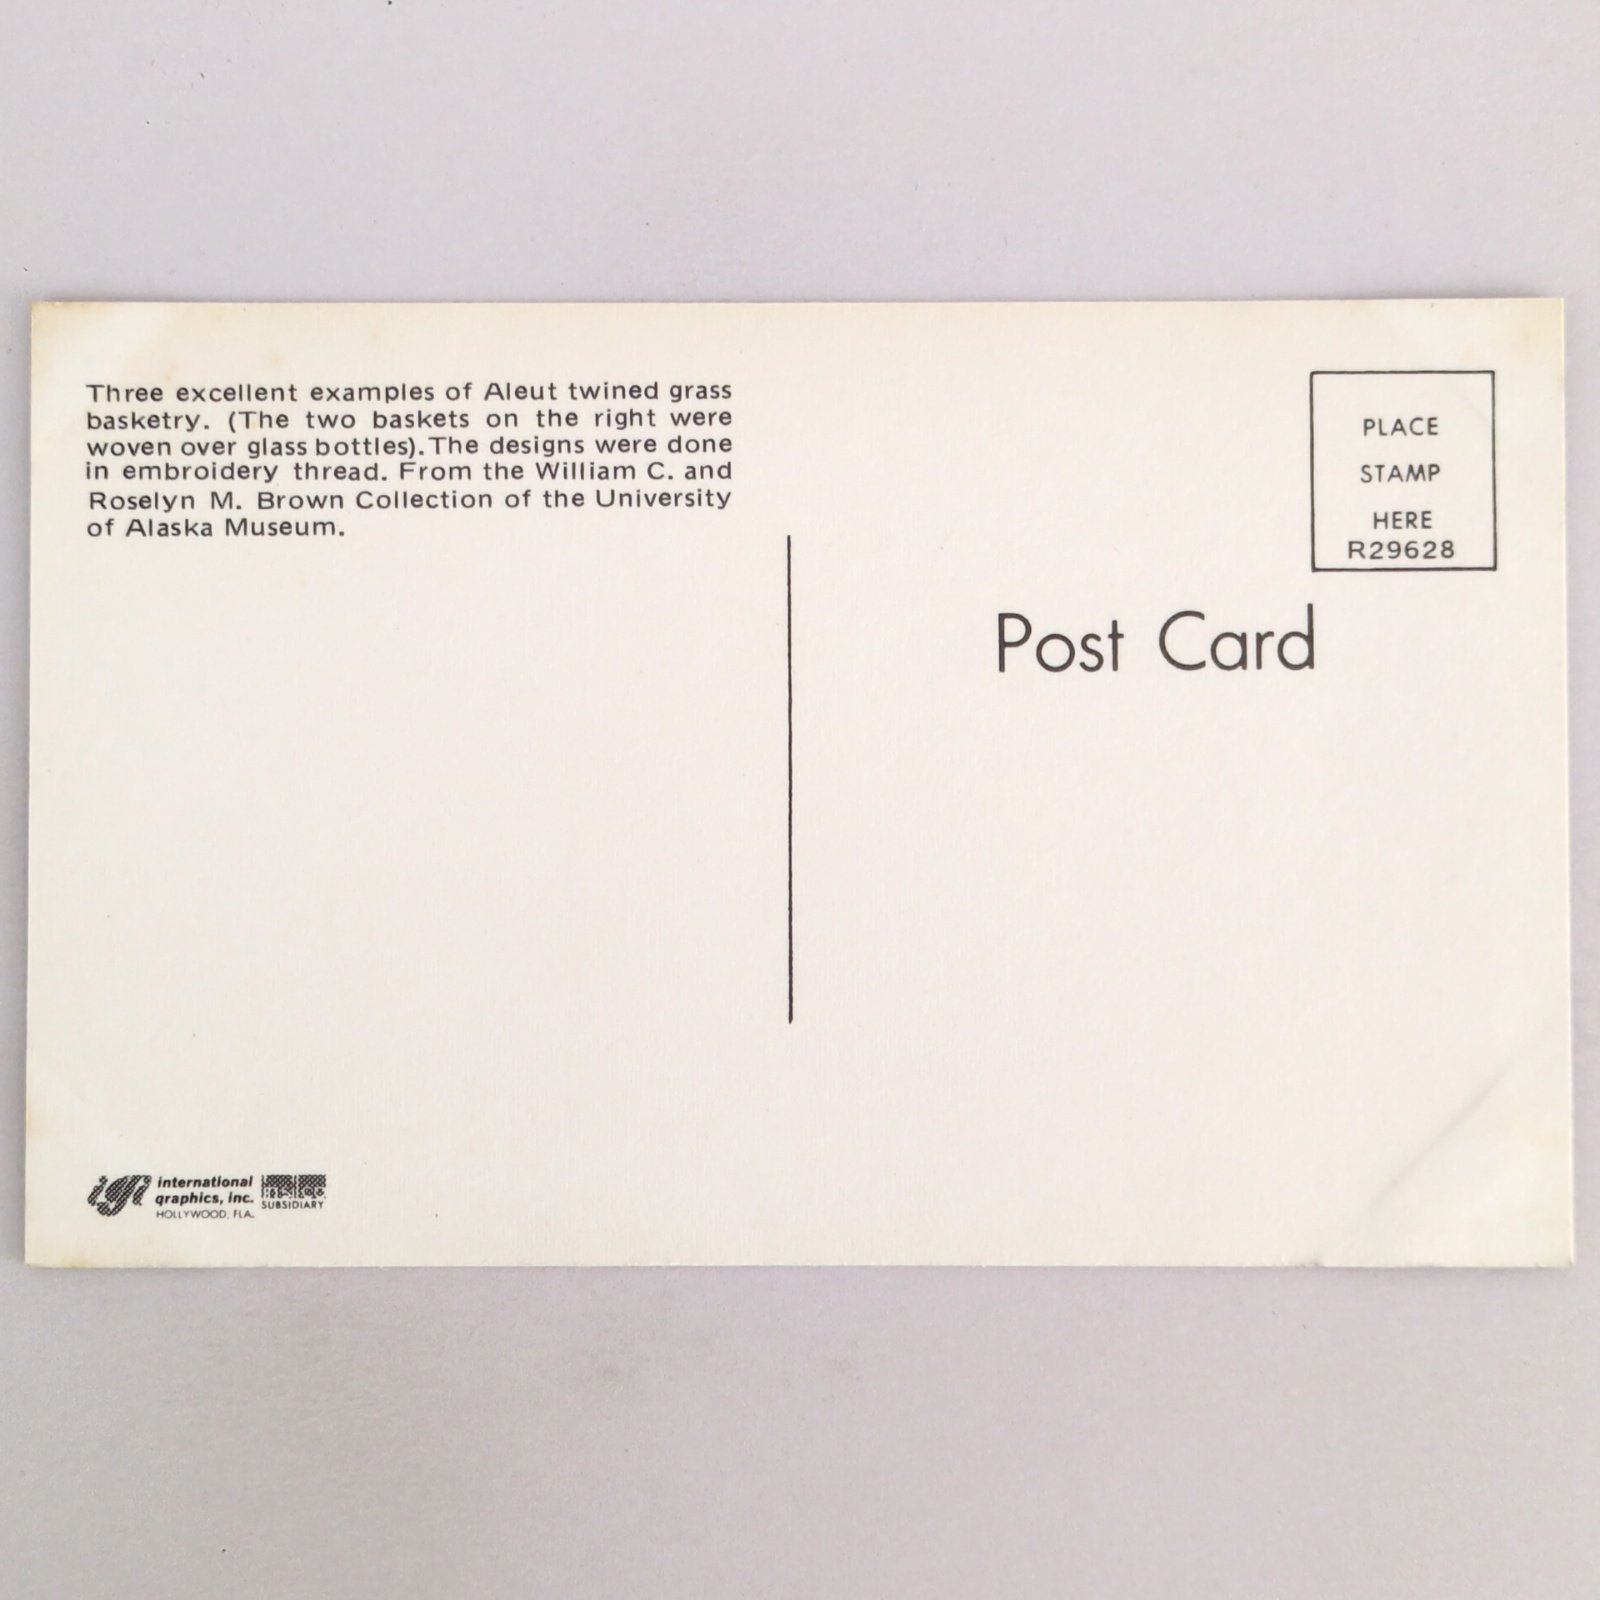 Three excellent examples of Aleut twined grass
basketry. (The two baskets on the right were
woven over glass bottles). The designs were done
in embroidery thread. From the William C. and
Roselyn M. Brown Collection of the University
of Alaska Museum.
PLACE
STAMP
HERE
R29628
Post Card
igi international
graphics, inc.
HOLLYWOOD, FLA.
SUBSIDIARY